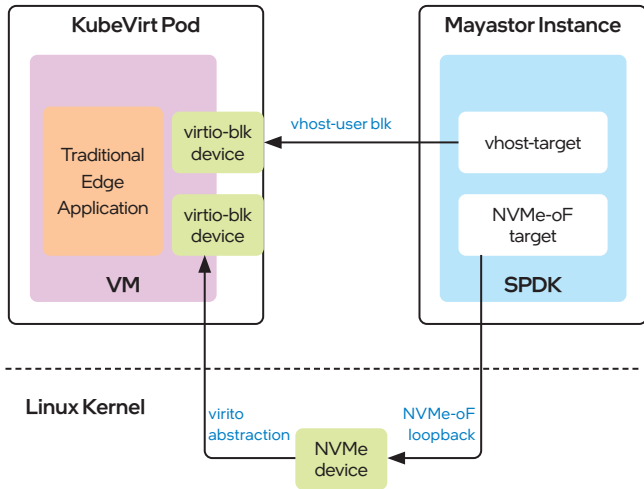 KubeVirt Pod
Mayastor Instance
Traditional
Edge
Application
virtio-blk
device
virtio-blk
device
VM
vhost-user blk
vhost-target
NVMe-oF
target
SPDK
Linux Kernel
virito
abstraction
NVMe
device
NVMe-oF
loopback